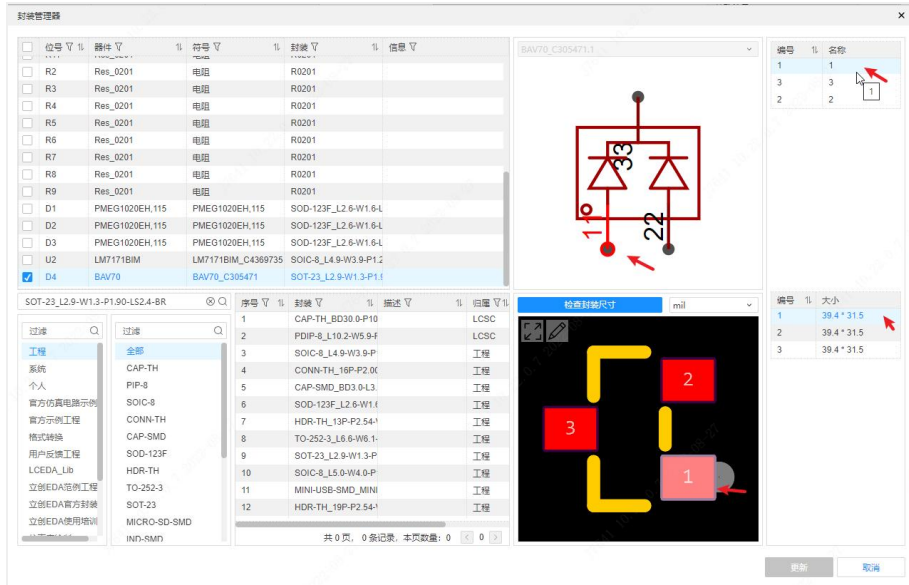 封装管理器
位号 器件 符号 封装 信息
R2 Res_0201 电阻 R0201
R3 Res_0201 电阻 R0201
R4 Res_0201 电阻 R0201
R5 Res_0201 电阻 R0201
R6 Res_0201 电阻 R0201
R7 Res_0201 电阻 R0201
R8 Res_0201 电阻 R0201
R9 Res_0201 电阻 R0201
D1 PMEG1020EH,115 PMEG1020EH,115 SOD-123F_L2.6-W1.6-L
D2 PMEG1020EH,115 PMEG1020EH,115 SOD-123F_L2.6-W1.6-L
D3 PMEG1020EH,115 PMEG1020EH,115 SOD-123F_L2.6-W1.6-L
U2 LM7171BIM LM7171BIM_C4369735 SOIC-8_L4.9-W3.9-P1.2
D4 BAV70 BAV70_C305471 SOT-23_L2.9-W1.3-P1.9
BAV70_C305471.1
33
11
22
编号 名称
1 1
3 3
2 2
1
SOT-23_L2.9-W1.3-P1.90-LS2.4-BR
过滤
工程
系统
个人
官方仿真电路示例
官方示例工程
格式转换
用户反馈工程
LCEDA_Lib
立创EDA范例工程
立创EDA官方封装
立创EDA使用培训
过滤
全部
CAP-TH
PIP-8
SOIC-8
CONN-TH
CAP-SMD
SOD-123F
HDR-TH
TO-252-3
SOT-23
MICRO-SD-SMD
IND-SMD
序号 封装 描述 归属
1 CAP-TH_BD30.0-P10 LCSC
2 PDIP-8_L10.2-W5.9-F LCSC
3 SOIC-8_L4.9-W3.9-P 工程
4 CONN-TH_16P-P2.00 工程
5 CAP-SMD_BD3.0-L3. 工程
6 SOD-123F_L2.6-W1.6 工程
7 HDR-TH_13P-P2.54- 工程
8 TO-252-3_L6.6-W6.1- 工程
9 SOT-23_L2.9-W1.3-P 工程
10 SOIC-8_L5.0-W4.0-P 工程
11 MINI-USB-SMD_MINI 工程
12 HDR-TH_19P-P2.54- 工程
共 0 页, 0 条记录, 本页数量: 0 < 0 >
检查封装尺寸 mil
2
3
1
编号 大小
1 39.4 * 31.5
2 39.4 * 31.5
3 39.4 * 31.5
更新 取消